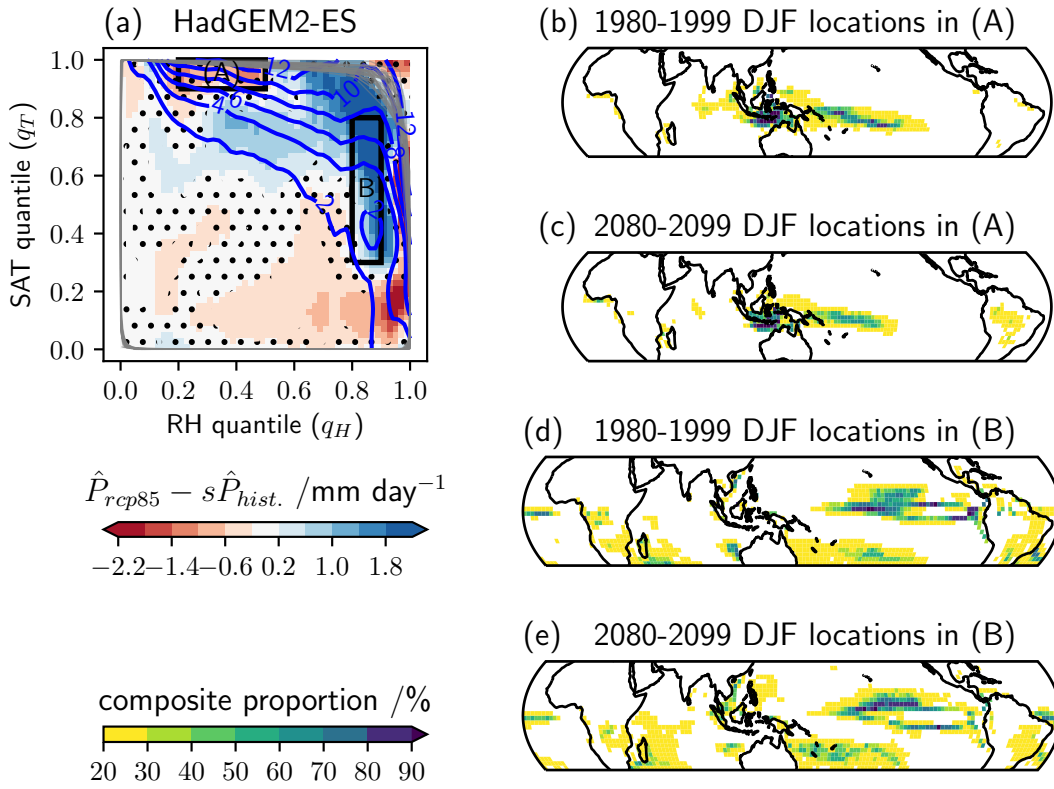 (a) HadGEM2-ES
1.0
0.8
0.6
0.4
0.2
0.0
SAT quantile (q_T)
0.0 0.2 0.4 0.6 0.8 1.0
RH quantile (q_H)
(A)
B
12
10
4
6
12
8
2
2
P̂_rcp85 − sP̂_hist. /mm day⁻¹
−2.2 −1.4 −0.6 0.2 1.0 1.8
composite proportion /%
20 30 40 50 60 70 80 90
(b) 1980-1999 DJF locations in (A)
(c) 2080-2099 DJF locations in (A)
(d) 1980-1999 DJF locations in (B)
(e) 2080-2099 DJF locations in (B)